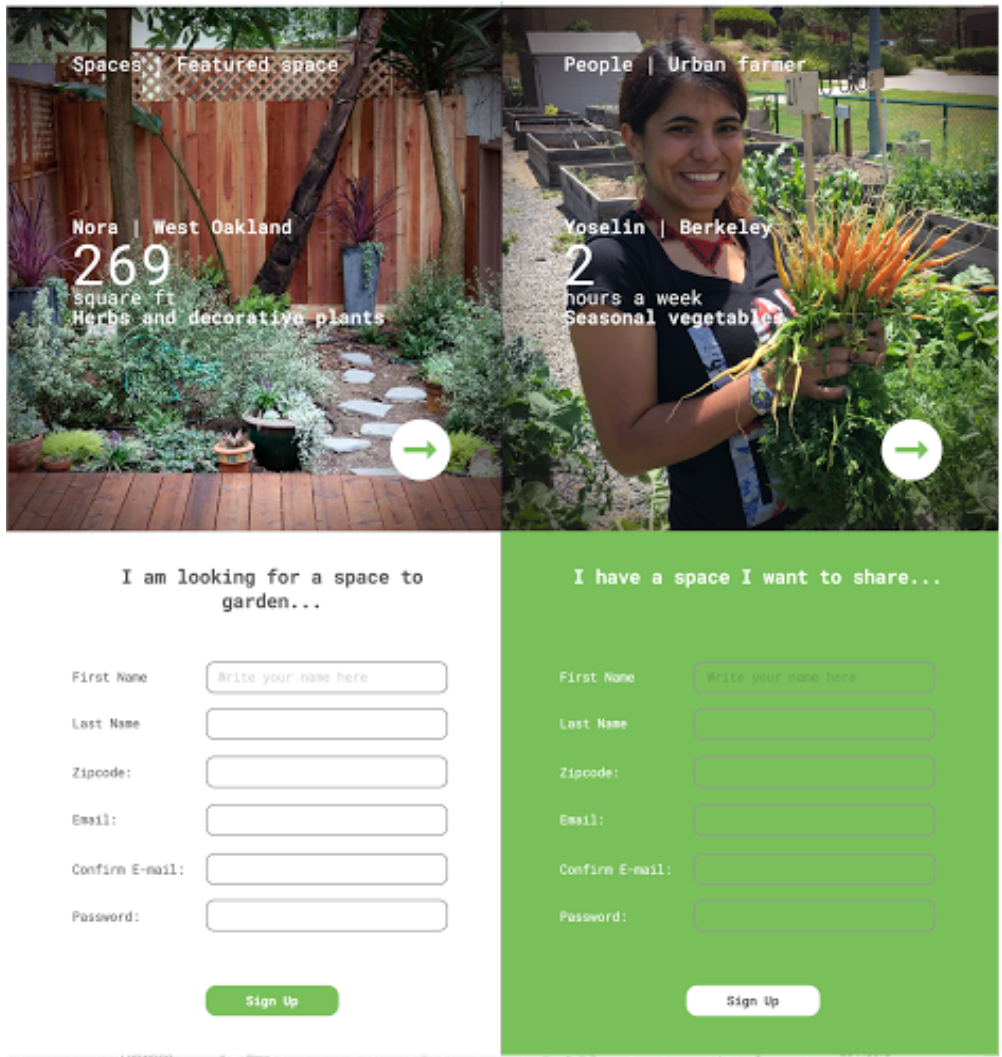 Spaces | Featured space
Nora | West Oakland
269
square ft
Herbs and decorative plants
People | Urban farmer
Yoselin | Berkeley
2
hours a week
Seasonal vegetables
I am looking for a space to
garden...
First Name
Write your name here
Last Name
Zipcode:
Email:
Confirm E-mail:
Password:
Sign Up
I have a space I want to share...
First Name
Write your name here
Last Name
Zipcode:
Email:
Confirm E-mail:
Password:
Sign Up